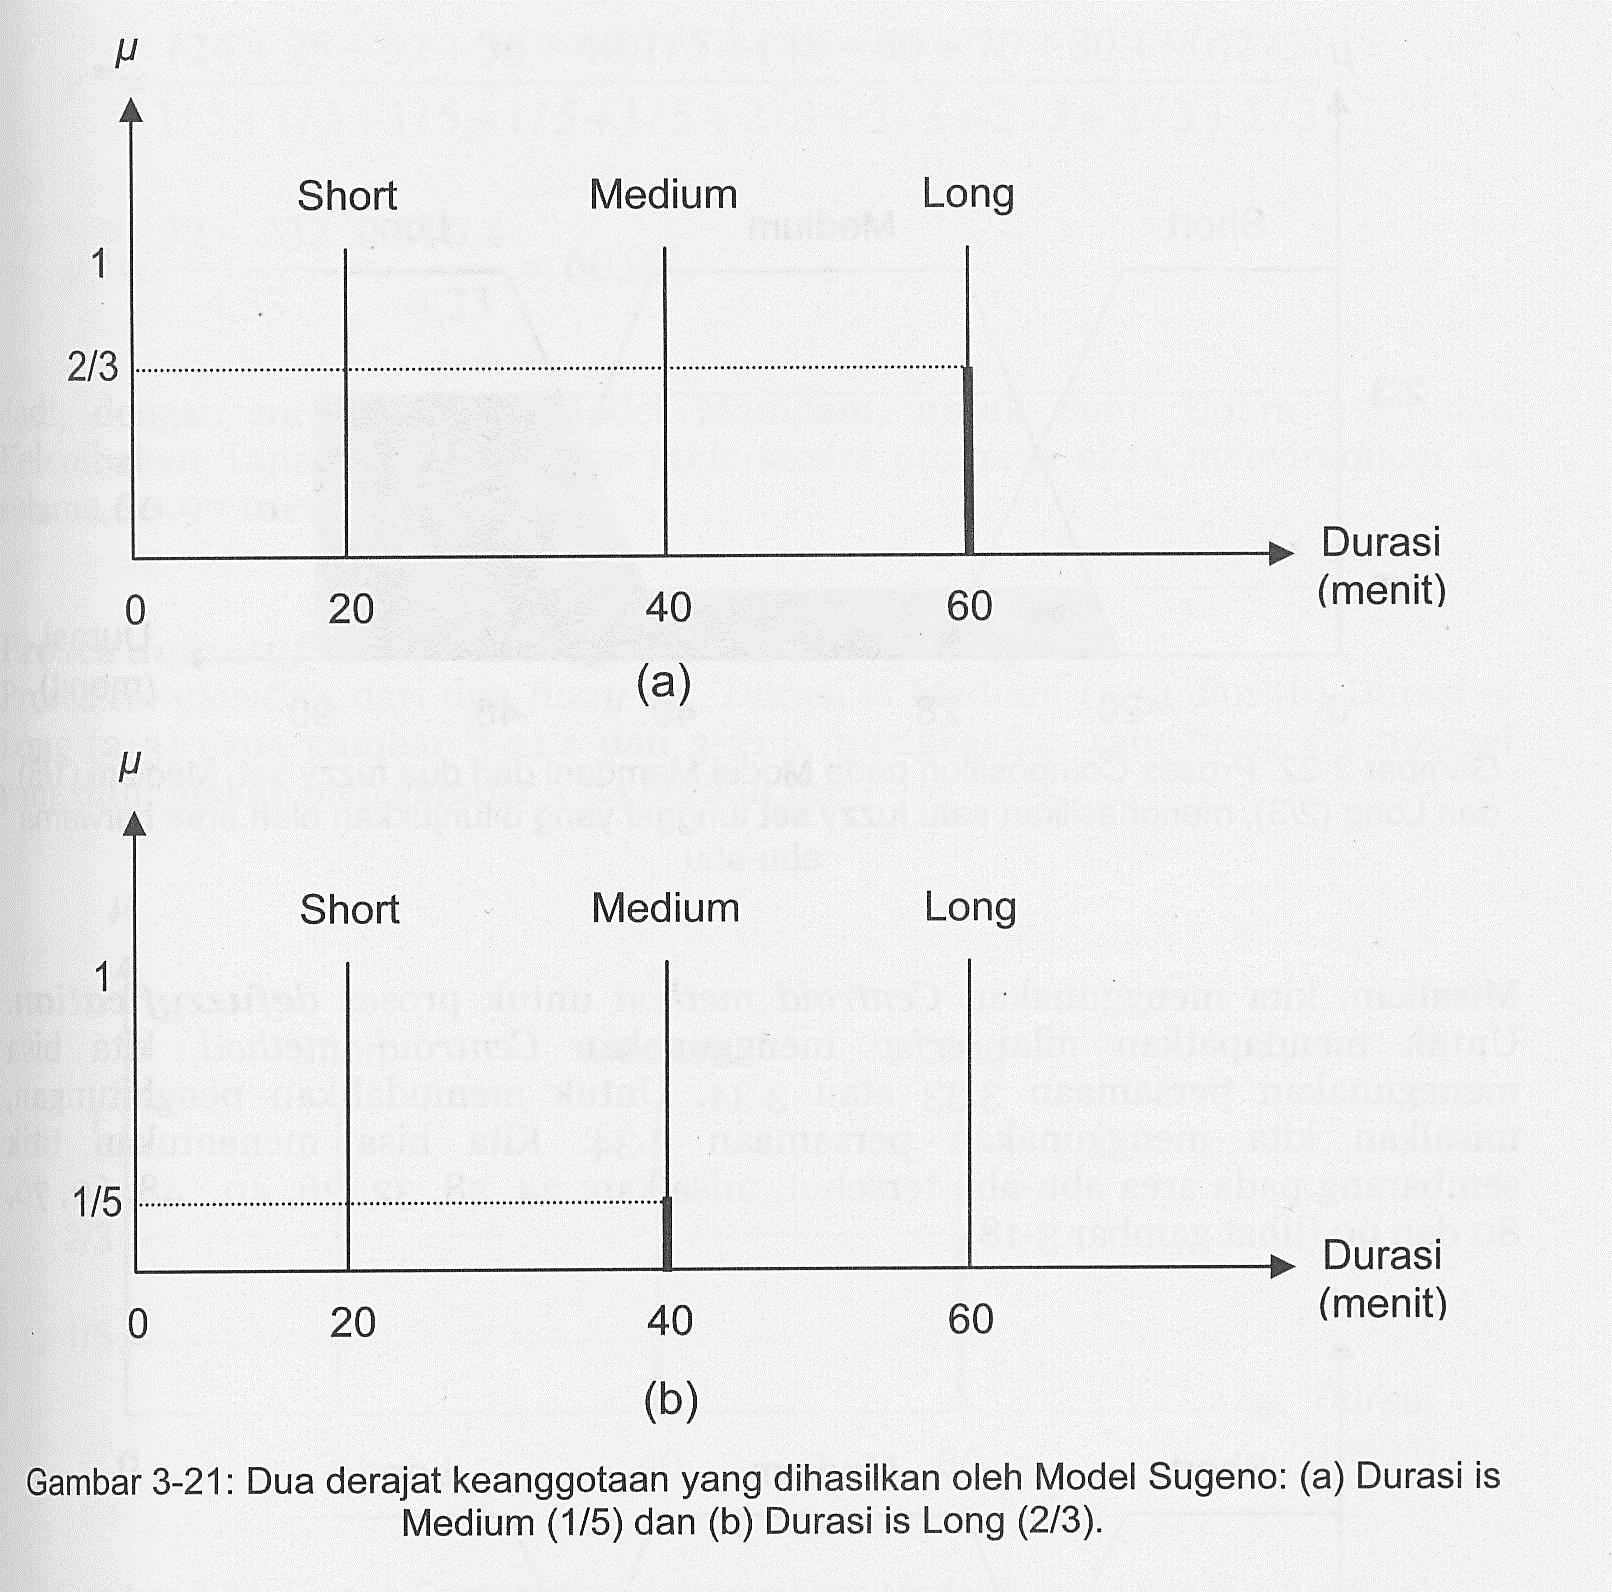 μ
Short Medium Long
1
2/3
Durasi
(menit)
0 20 40 60
(a)
μ
Short Medium Long
1
1/5
Durasi
(menit)
0 20 40 60
(b)
Gambar 3-21: Dua derajat keanggotaan yang dihasilkan oleh Model Sugeno: (a) Durasi is
Medium (1/5) dan (b) Durasi is Long (2/3).